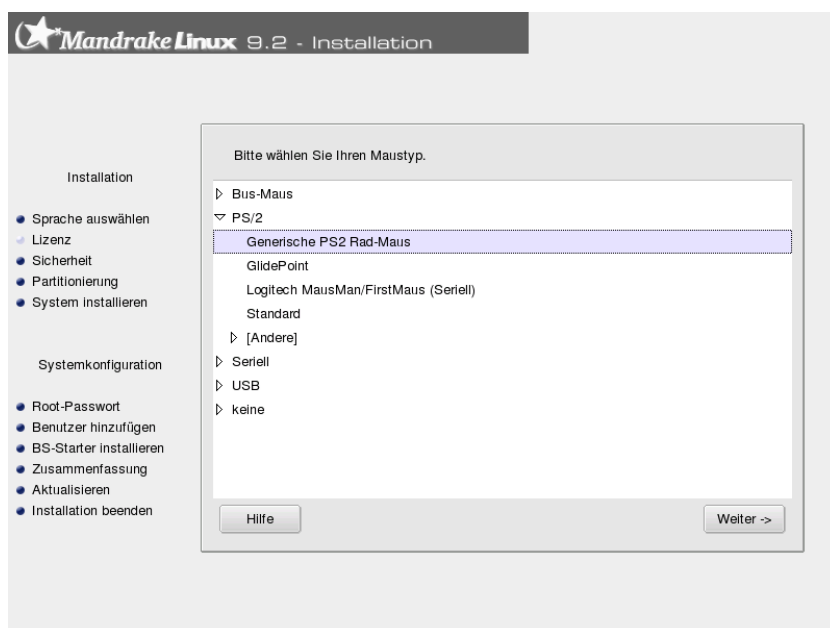 Mandrake Linux 9.2 - Installation
Installation
Sprache auswählen
Lizenz
Sicherheit
Partitionierung
System installieren
Systemkonfiguration
Root-Passwort
Benutzer hinzufügen
BS-Starter installieren
Zusammenfassung
Aktualisieren
Installation beenden
Bitte wählen Sie Ihren Maustyp.
Bus-Maus
PS/2
Generische PS2 Rad-Maus
GlidePoint
Logitech MausMan/FirstMaus (Seriell)
Standard
[Andere]
Seriell
USB
keine
Hilfe
Weiter ->